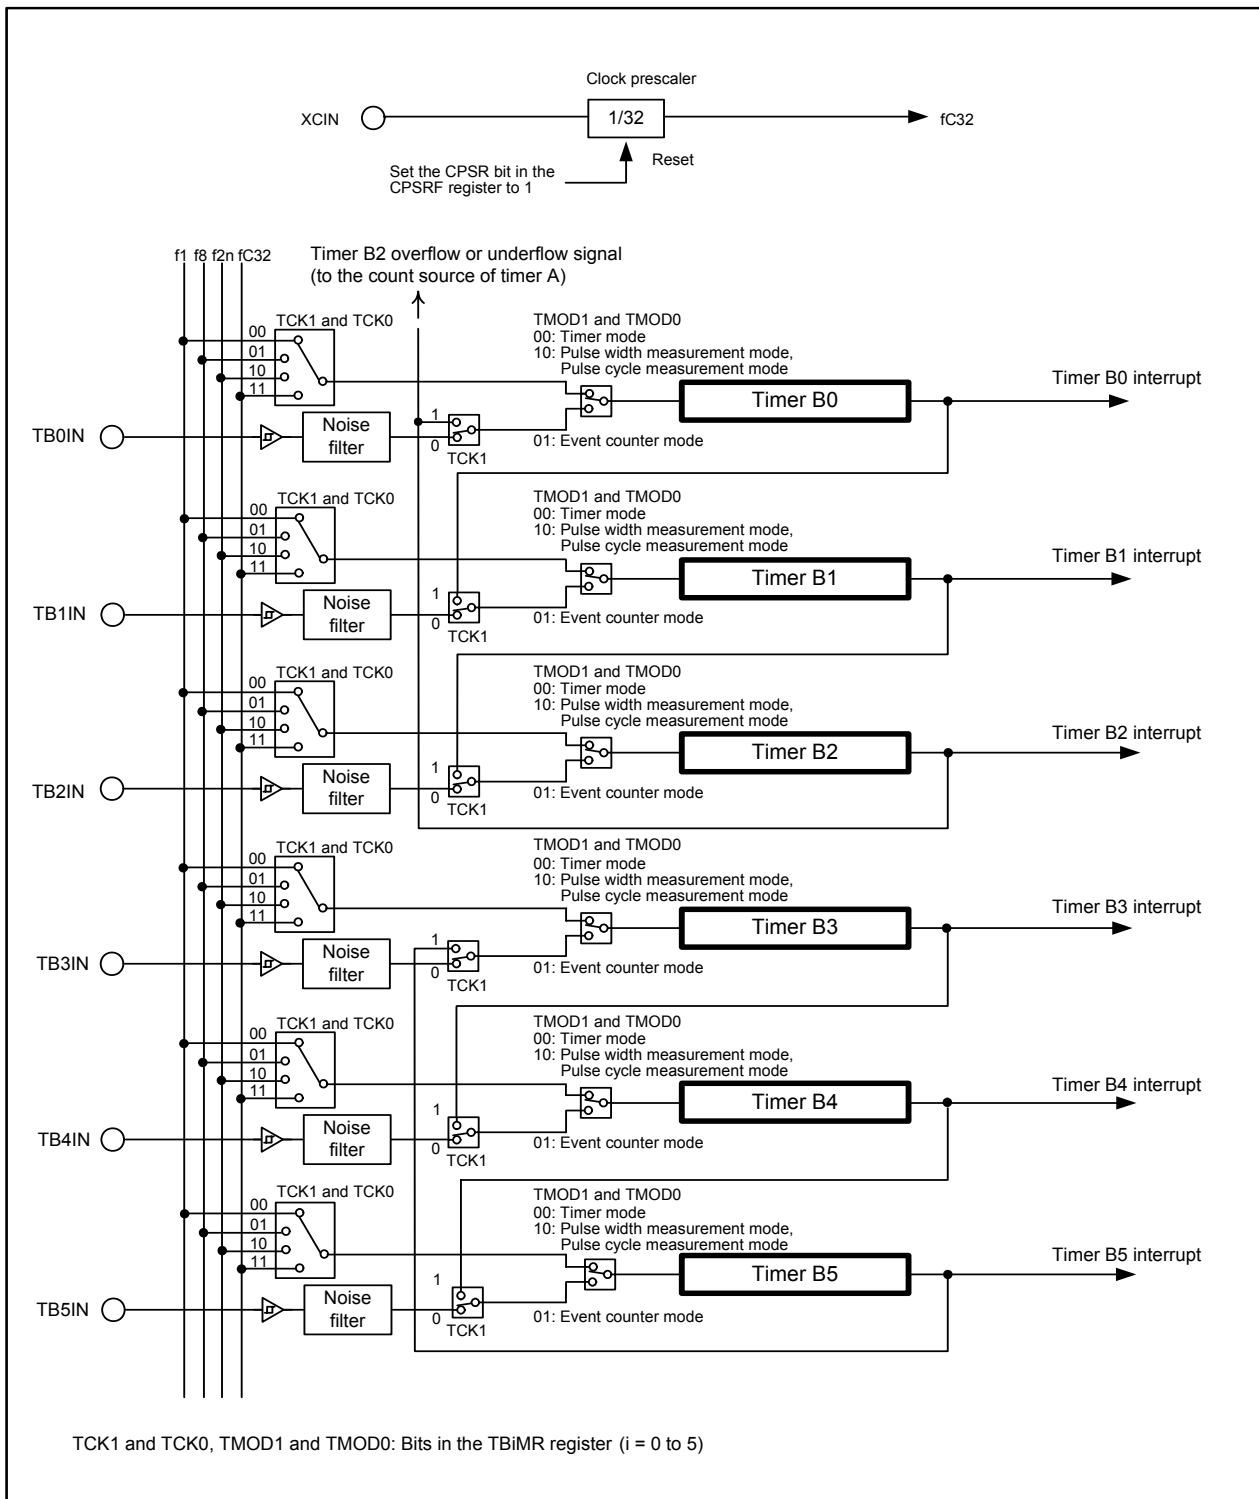 Clock prescaler
XCIN
1/32
fC32
Reset
Set the CPSR bit in the
CPSRF register to 1
f1 f8 f2n fC32
Timer B2 overflow or underflow signal
(to the count source of timer A)
TCK1 and TCK0
00
01
10
11
TMOD1 and TMOD0
00: Timer mode
10: Pulse width measurement mode,
Pulse cycle measurement mode
Timer B0
Timer B0 interrupt
TB0IN
Noise
filter
1
0
TCK1
01: Event counter mode
TCK1 and TCK0
00
01
10
11
TMOD1 and TMOD0
00: Timer mode
10: Pulse width measurement mode,
Pulse cycle measurement mode
Timer B1
Timer B1 interrupt
TB1IN
Noise
filter
1
0
TCK1
01: Event counter mode
TCK1 and TCK0
00
01
10
11
TMOD1 and TMOD0
00: Timer mode
10: Pulse width measurement mode,
Pulse cycle measurement mode
Timer B2
Timer B2 interrupt
TB2IN
Noise
filter
1
0
TCK1
01: Event counter mode
TCK1 and TCK0
00
01
10
11
TMOD1 and TMOD0
00: Timer mode
10: Pulse width measurement mode,
Pulse cycle measurement mode
Timer B3
Timer B3 interrupt
TB3IN
Noise
filter
1
0
TCK1
01: Event counter mode
TCK1 and TCK0
00
01
10
11
TMOD1 and TMOD0
00: Timer mode
10: Pulse width measurement mode,
Pulse cycle measurement mode
Timer B4
Timer B4 interrupt
TB4IN
Noise
filter
1
0
TCK1
01: Event counter mode
TCK1 and TCK0
00
01
10
11
TMOD1 and TMOD0
00: Timer mode
10: Pulse width measurement mode,
Pulse cycle measurement mode
Timer B5
Timer B5 interrupt
TB5IN
Noise
filter
1
0
TCK1
01: Event counter mode
TCK1 and TCK0, TMOD1 and TMOD0: Bits in the TBiMR register (i = 0 to 5)